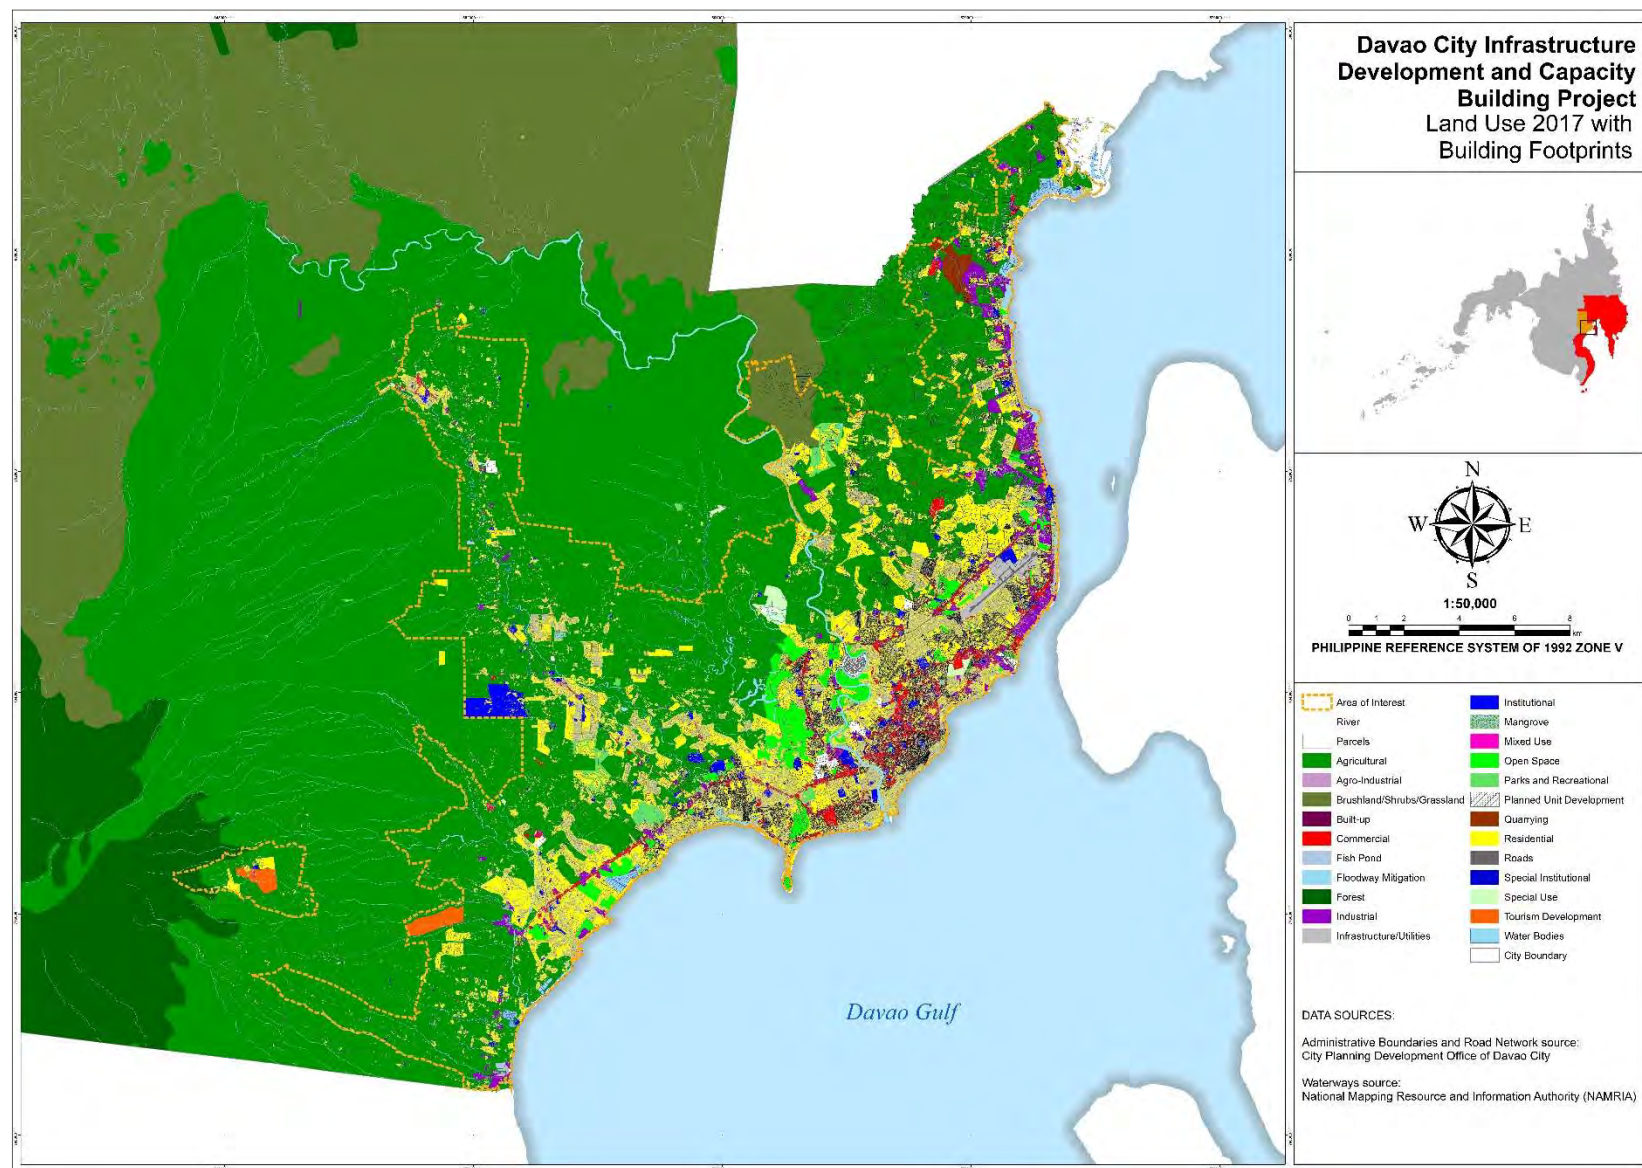 Davao City Infrastructure
Development and Capacity
Building Project
Land Use 2017 with
Building Footprints
N
W E
S
1:50,000
0 1 2 4 6 8
km
PHILIPPINE REFERENCE SYSTEM OF 1992 ZONE V
Area of Interest
River
Parcels
Agricultural
Agro-Industrial
Brushland/Shrubs/Grassland
Built-up
Commercial
Fish Pond
Floodway Mitigation
Forest
Industrial
Infrastructure/Utilities
Institutional
Mangrove
Mixed Use
Open Space
Parks and Recreational
Planned Unit Development
Quarrying
Residential
Roads
Special Institutional
Special Use
Tourism Development
Water Bodies
City Boundary
Davao Gulf
DATA SOURCES:
Administrative Boundaries and Road Network source:
City Planning Development Office of Davao City
Waterways source:
National Mapping Resource and Information Authority (NAMRIA)